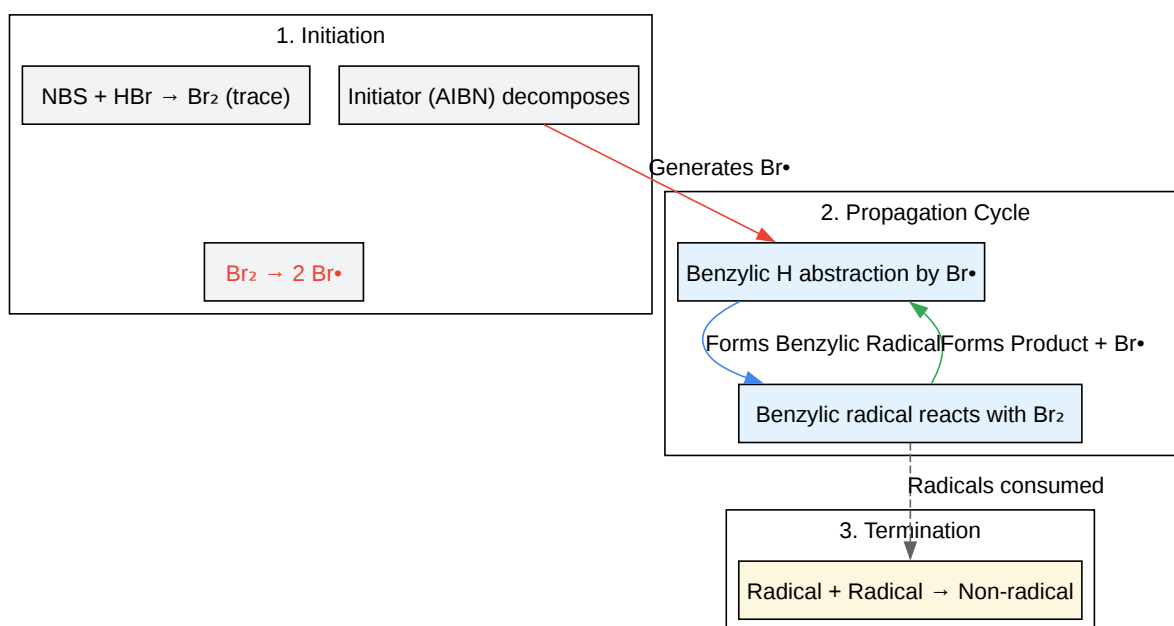 1. Initiation
NBS + HBr → Br₂ (trace)
Initiator (AIBN) decomposes
Generates Br•
Br₂ → 2 Br•
2. Propagation Cycle
Benzylic H abstraction by Br•
Forms Benzylic Radical
Forms Product + Br•
Benzylic radical reacts with Br₂
Radicals consumed
3. Termination
Radical + Radical → Non-radical